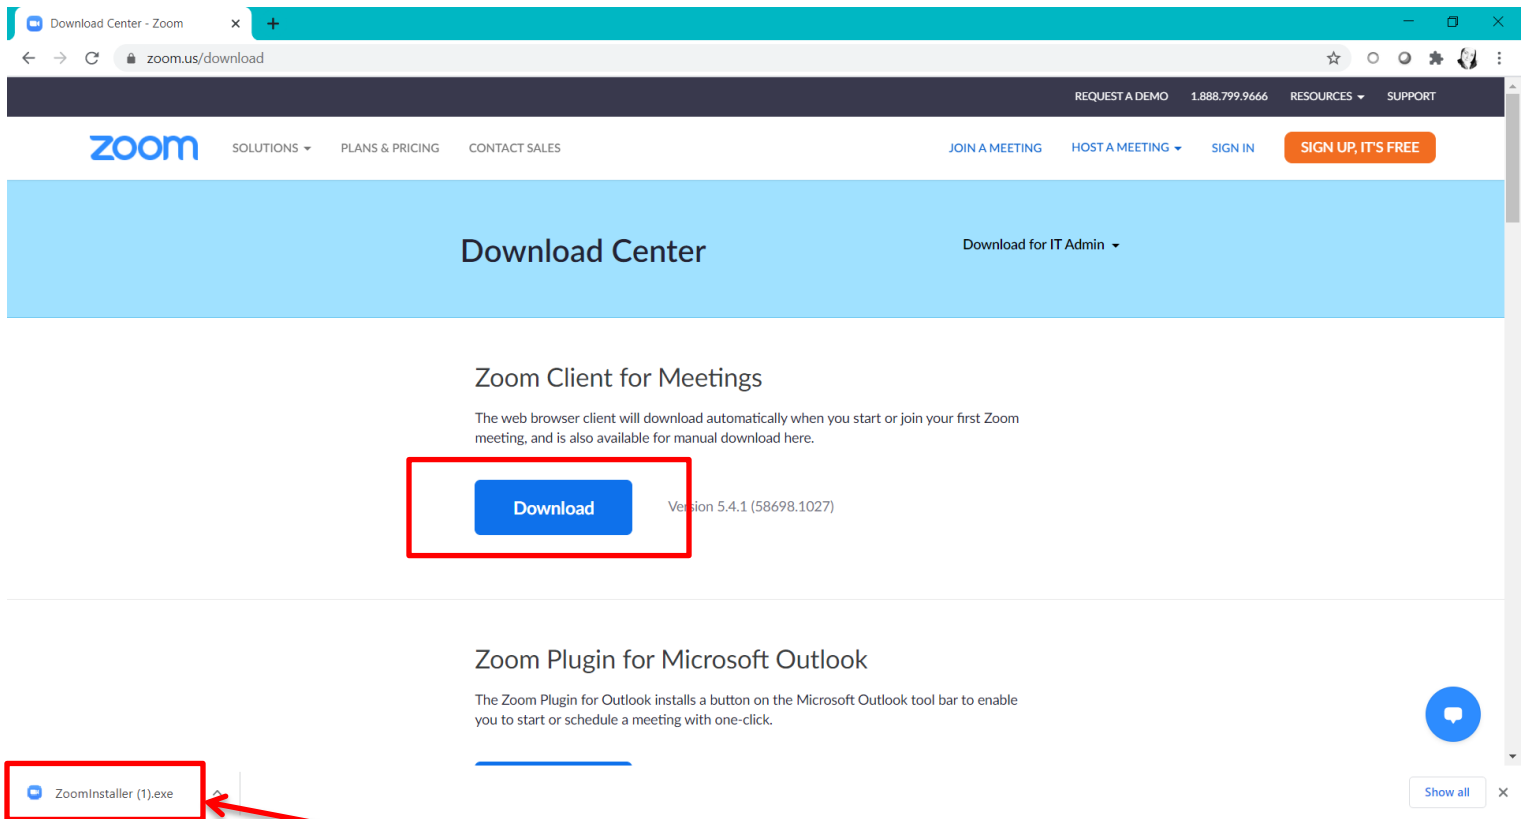 Download Center - Zoom
zoom.us/download
REQUEST A DEMO 1.888.799.9666 RESOURCES SUPPORT
zoom SOLUTIONS PLANS & PRICING CONTACT SALES JOIN A MEETING HOST A MEETING SIGN IN SIGN UP, IT'S FREE
Download Center Download for IT Admin
Zoom Client for Meetings
The web browser client will download automatically when you start or join your first Zoom
meeting, and is also available for manual download here.
Download Version 5.4.1 (58698.1027)
Zoom Plugin for Microsoft Outlook
The Zoom Plugin for Outlook installs a button on the Microsoft Outlook tool bar to enable
you to start or schedule a meeting with one-click.
ZoomInstaller (1).exe Show all